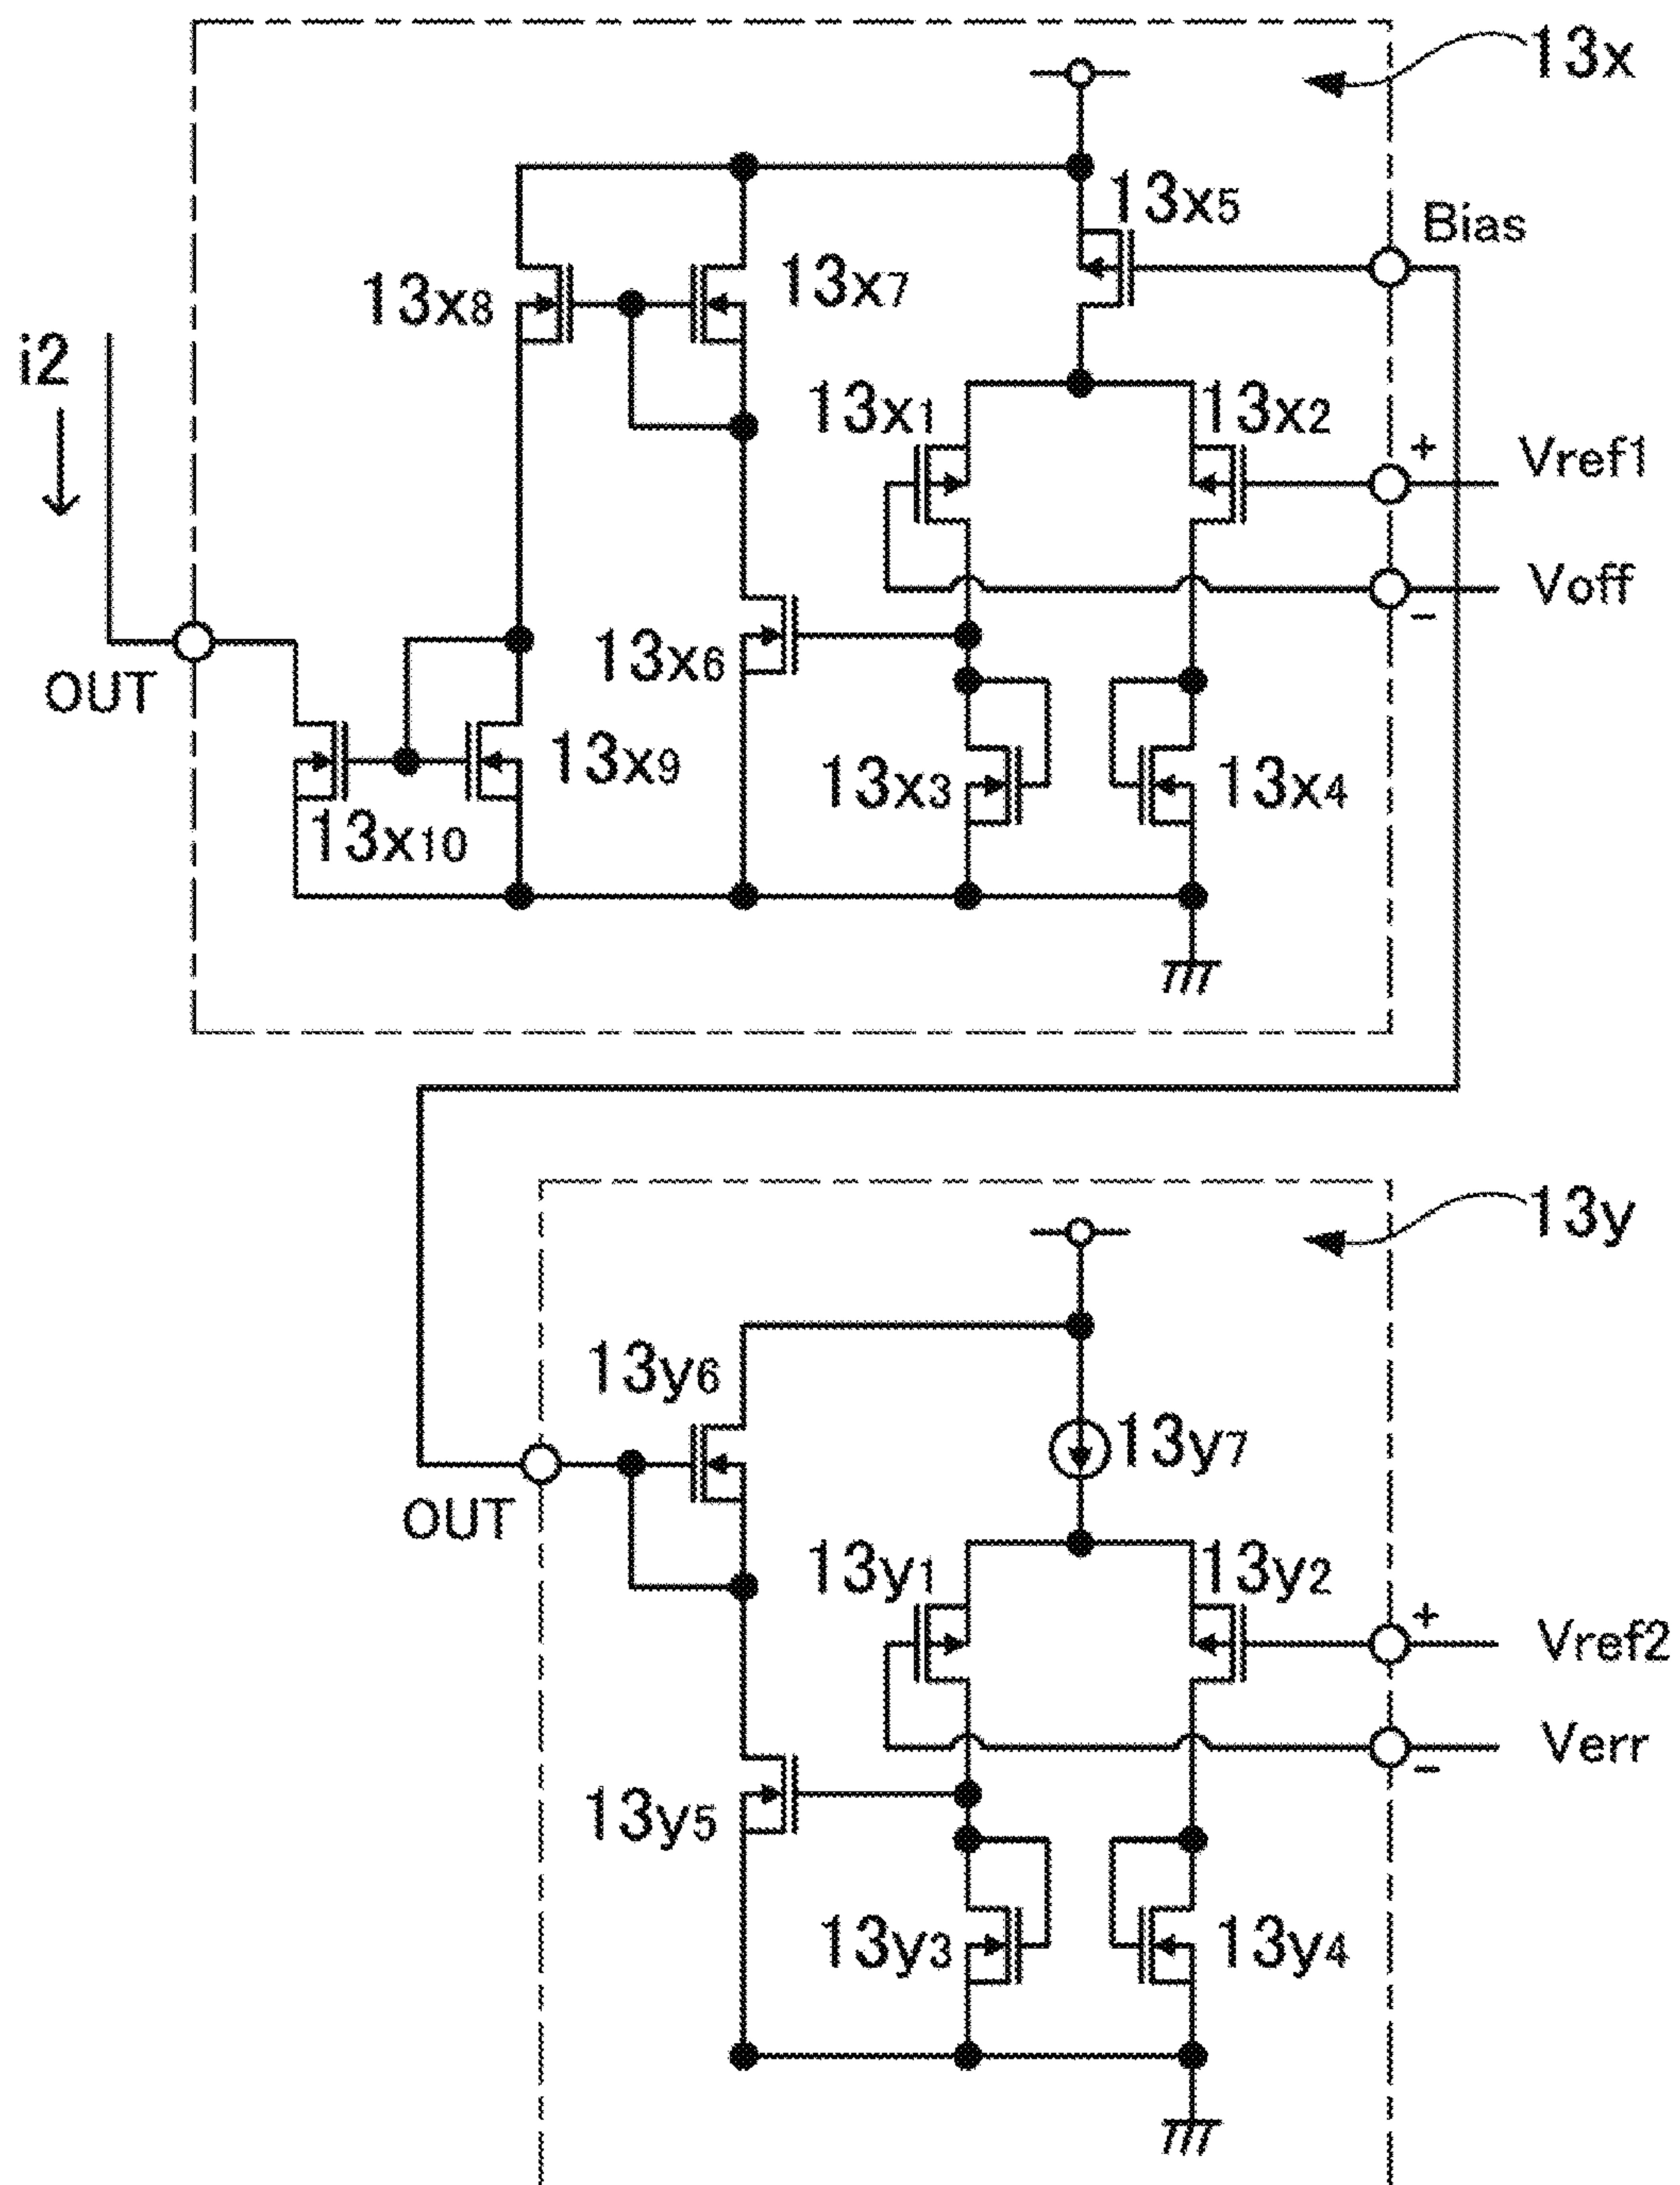 13x
13x5
Bias
13x8
13x7
i2
13x1
13x2
+
Vref1
Voff
−
13x6
OUT
13x9
13x3
13x4
13x10
13y
13y6
13y7
OUT
13y1
13y2
+
Vref2
Verr
−
13y5
13y3
13y4